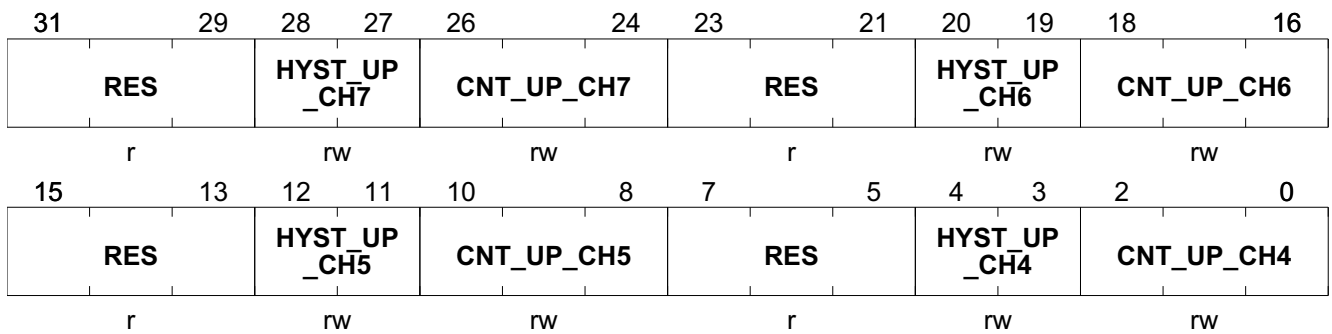 31 29 28 27 26 24 23 21 20 19 18 16
RES HYST_UP CNT_UP_CH7 RES HYST_UP CNT_UP_CH6
_CH7 _CH6
r rw rw r rw rw
15 13 12 11 10 8 7 5 4 3 2 0
RES HYST_UP CNT_UP_CH5 RES HYST_UP CNT_UP_CH4
_CH5 _CH4
r rw rw r rw rw